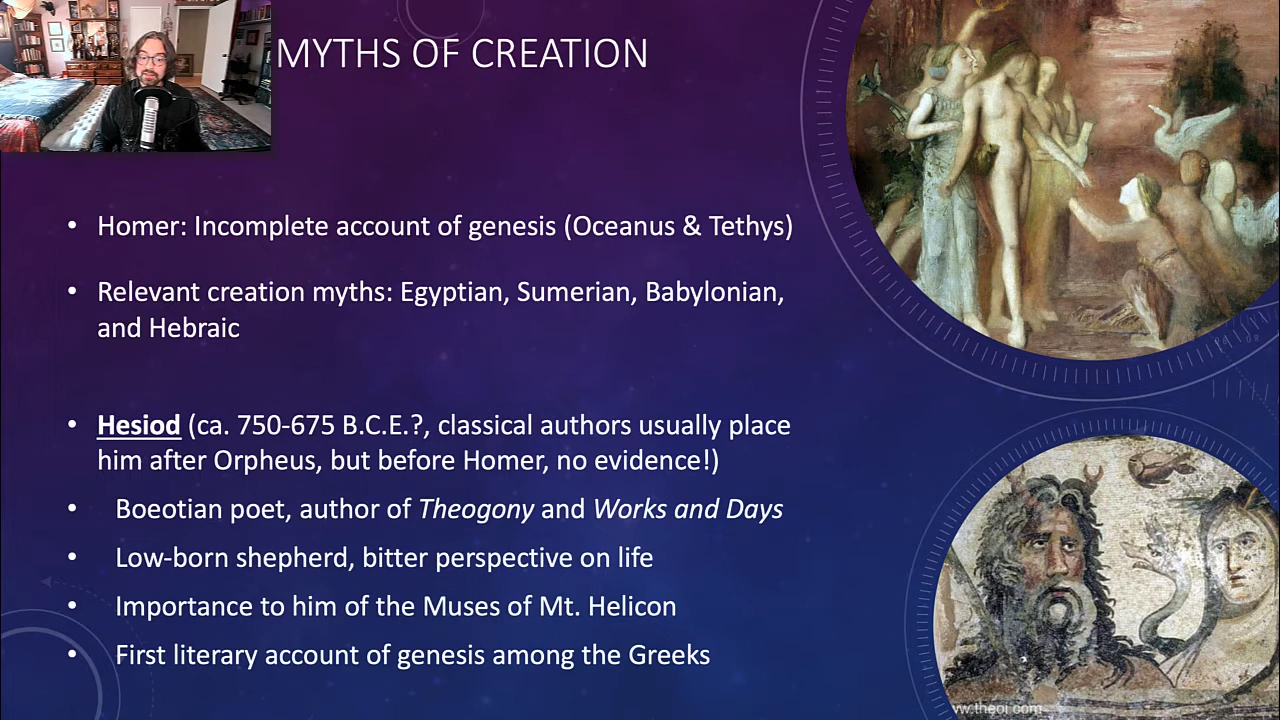 MYTHS OF CREATION
• Homer: Incomplete account of genesis (Oceanus & Tethys)
• Relevant creation myths: Egyptian, Sumerian, Babylonian,
and Hebraic
• Hesiod (ca. 750-675 B.C.E.?, classical authors usually place
him after Orpheus, but before Homer, no evidence!)
• Boeotian poet, author of Theogony and Works and Days
• Low-born shepherd, bitter perspective on life
• Importance to him of the Muses of Mt. Helicon
• First literary account of genesis among the Greeks
vw.theoi.com